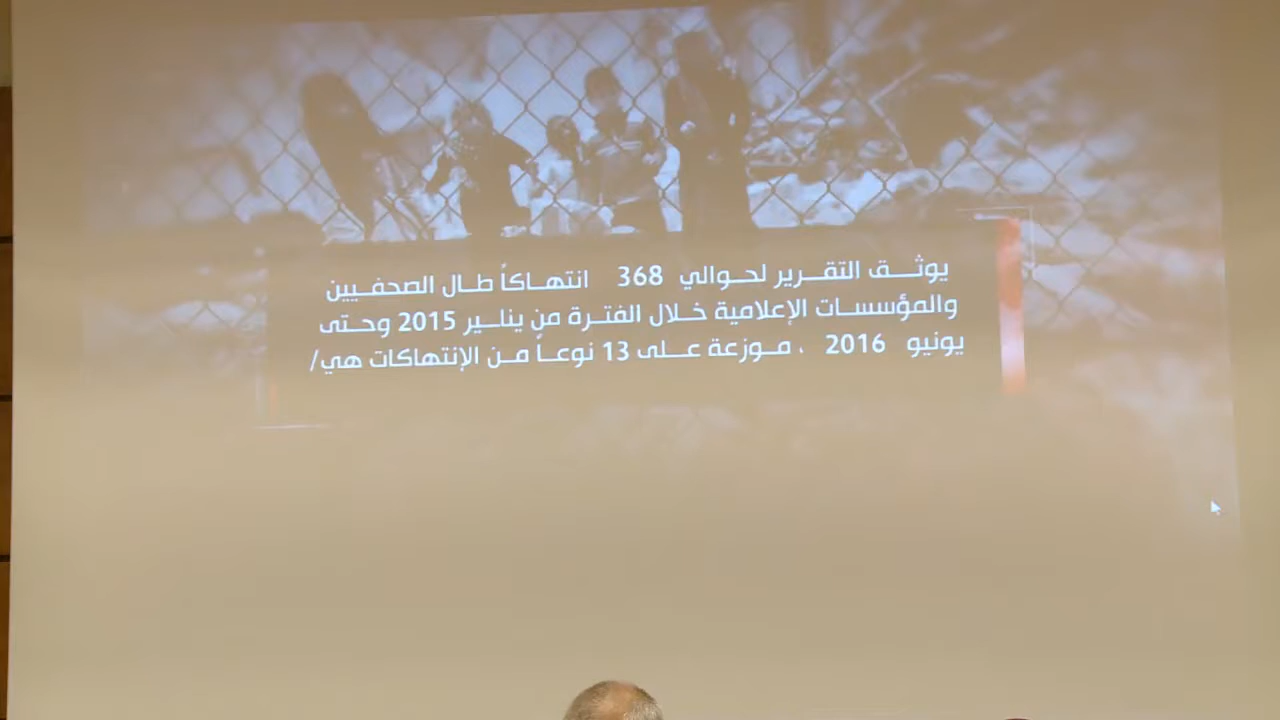 يوثق التقرير لحوالي 368 انتهاكاً طال الصحفيين
والمؤسسات الإعلامية خلال الفترة من يناير 2015 وحتى
يونيو 2016 ، موزعة على 13 نوعاً من الإنتهاكات هي/